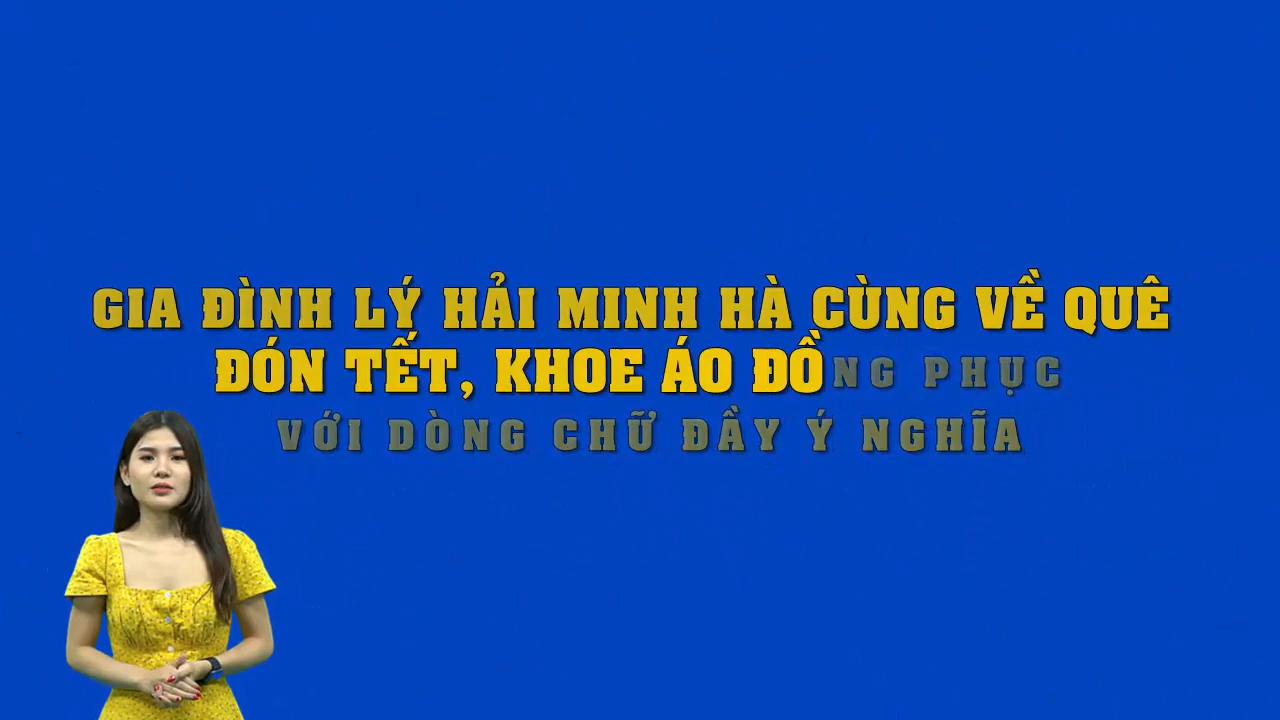 GIA ĐÌNH LÝ HẢI MINH HÀ CÙNG VỀ QUÊ
ĐÓN TẾT, KHOE ÁO ĐỒNG PHỤC
VỚI DÒNG CHỮ ĐẦY Ý NGHĨA